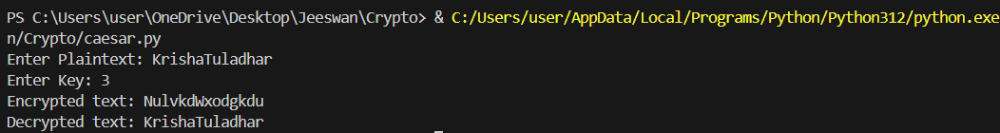 PS C:\Users\user\OneDrive\Desktop\Jeeswan\Crypto> & C:/Users/user/AppData/Local/Programs/Python/Python312/python.exe
n/Crypto/caesar.py
Enter Plaintext: KrishaTuladhar
Enter Key: 3
Encrypted text: NulvkdWxodgkdu
Decrypted text: KrishaTuladhar